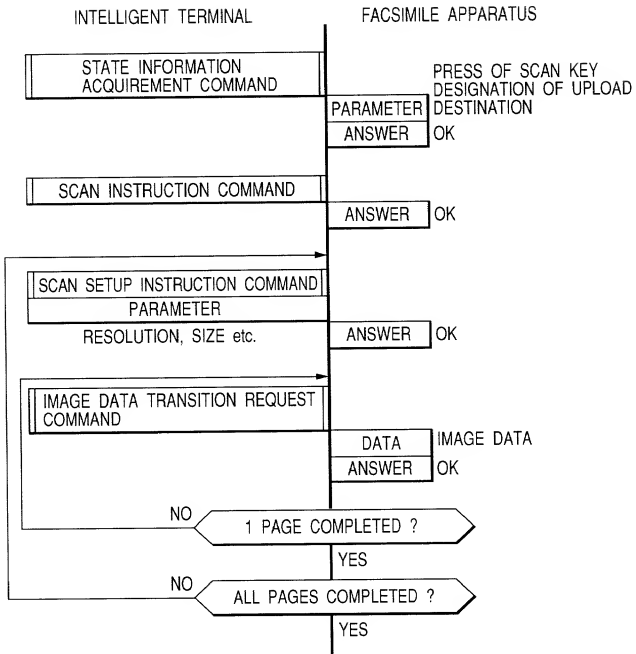 INTELLIGENT TERMINAL
FACSIMILE APPARATUS
STATE INFORMATION
ACQUIREMENT COMMAND
PRESS OF SCAN KEY
DESIGNATION OF UPLOAD
DESTINATION
PARAMETER
ANSWER
OK
SCAN INSTRUCTION COMMAND
ANSWER
OK
SCAN SETUP INSTRUCTION COMMAND
PARAMETER
RESOLUTION, SIZE etc.
ANSWER
OK
IMAGE DATA TRANSITION REQUEST
COMMAND
DATA
IMAGE DATA
ANSWER
OK
NO
1 PAGE COMPLETED ?
YES
NO
ALL PAGES COMPLETED ?
YES